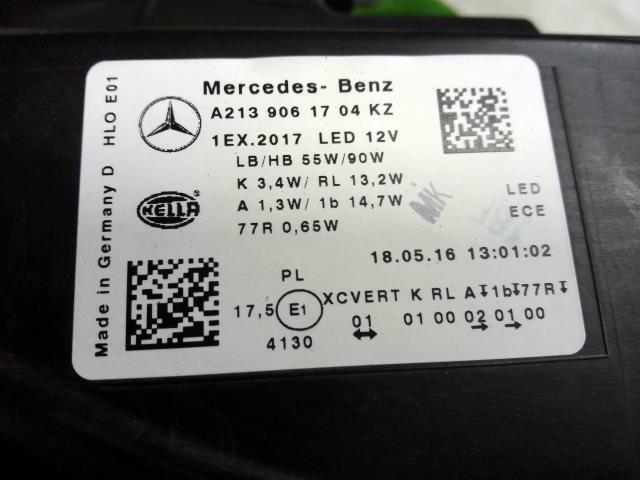 Made in Germany D HLO E01
Mercedes- Benz
A213 906 17 04 KZ
1EX.2017 LED 12V
LB/HB 55W/90W
K 3,4W/ RL 13,2W
A 1,3W/ 1b 14,7W
77R 0,65W
HELLA
MK
LED
ECE
18.05.16 13:01:02
PL
17,5 E1 XCVERT K RL A↓1b↓77R↓
01 01 00 02 01 00
4130